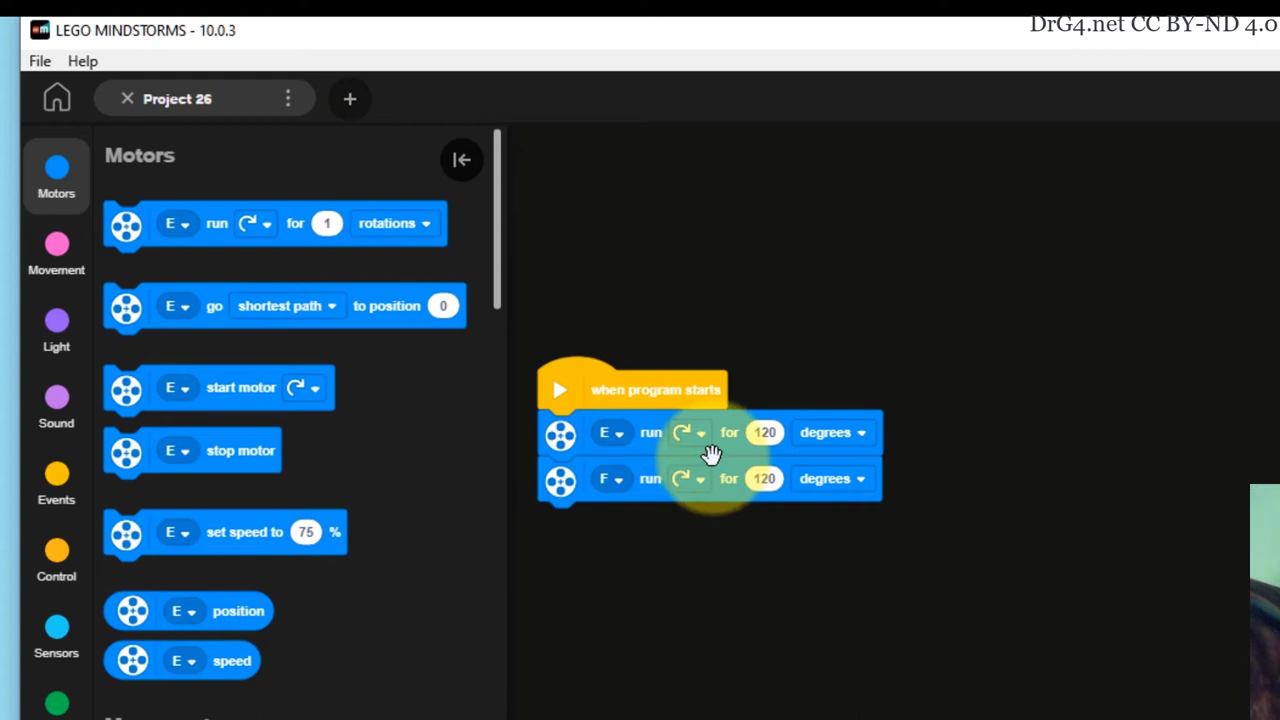 DrG4.net CC BY-ND 4.0
LEGO MINDSTORMS - 10.0.3
File Help
Project 26
Motors
Motors
E run for 1 rotations
Movement
E go shortest path to position 0
Light
E start motor
Sound
E stop motor
Events
E set speed to 75 %
Control
E position
Sensors
E speed
when program starts
E run for 120 degrees
F run for 120 degrees